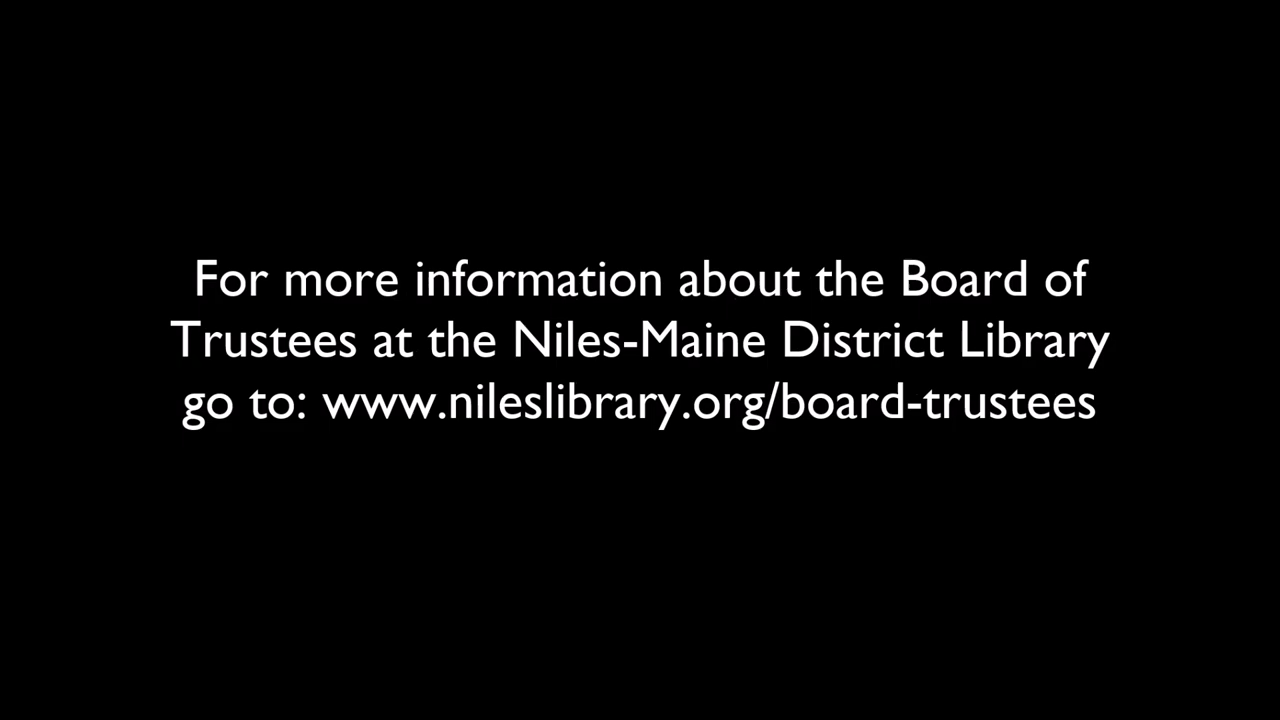 For more information about the Board of
Trustees at the Niles-Maine District Library
go to: www.nileslibrary.org/board-trustees